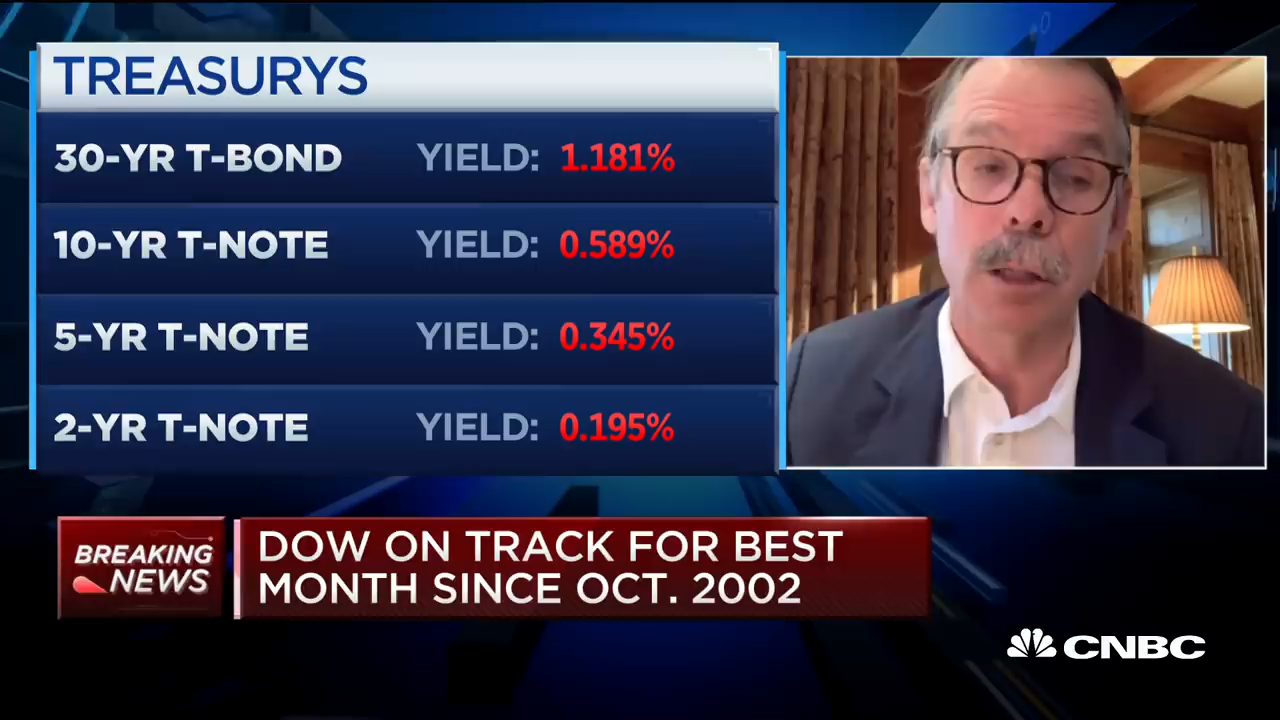 TREASURYS
30-YR T-BOND YIELD: 1.181%
10-YR T-NOTE YIELD: 0.589%
5-YR T-NOTE YIELD: 0.345%
2-YR T-NOTE YIELD: 0.195%
BREAKING
NEWS
DOW ON TRACK FOR BEST
MONTH SINCE OCT. 2002
CNBC